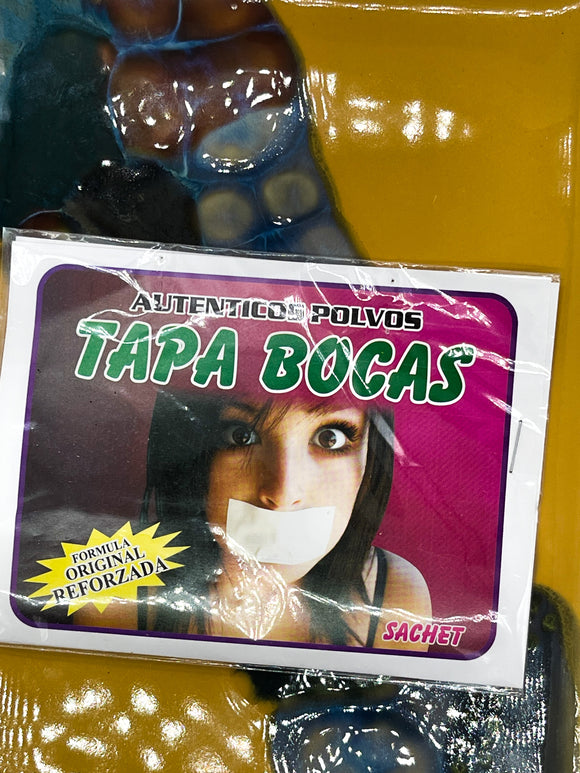 AUTENTICOS POLVOS
TAPA BOCAS
FORMULA
ORIGINAL
REFORZADA
SACHET